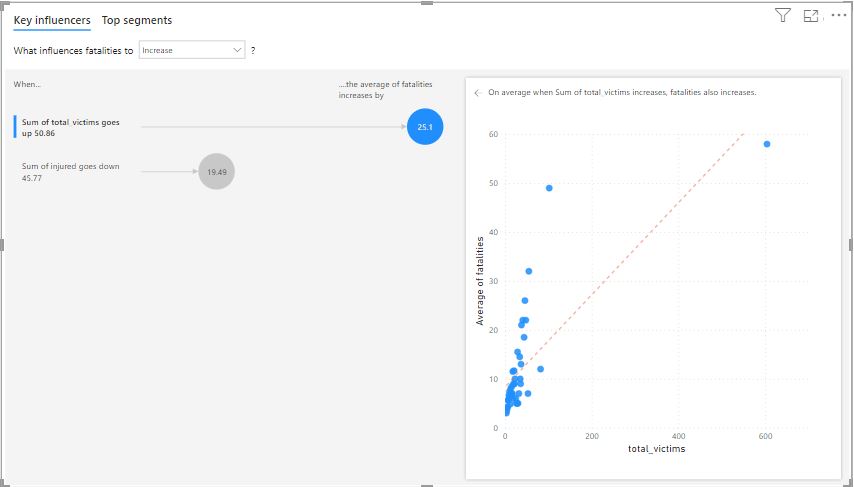 Key influencers Top segments
What influences fatalities to Increase ?
When...
....the average of fatalities
increases by
Sum of total_victims goes
up 50.86
25.1
Sum of injured goes down
45.77
19.49
On average when Sum of total_victims increases, fatalities also increases.
60
50
40
30
20
10
0
Average of fatalities
0 200 400 600
total_victims